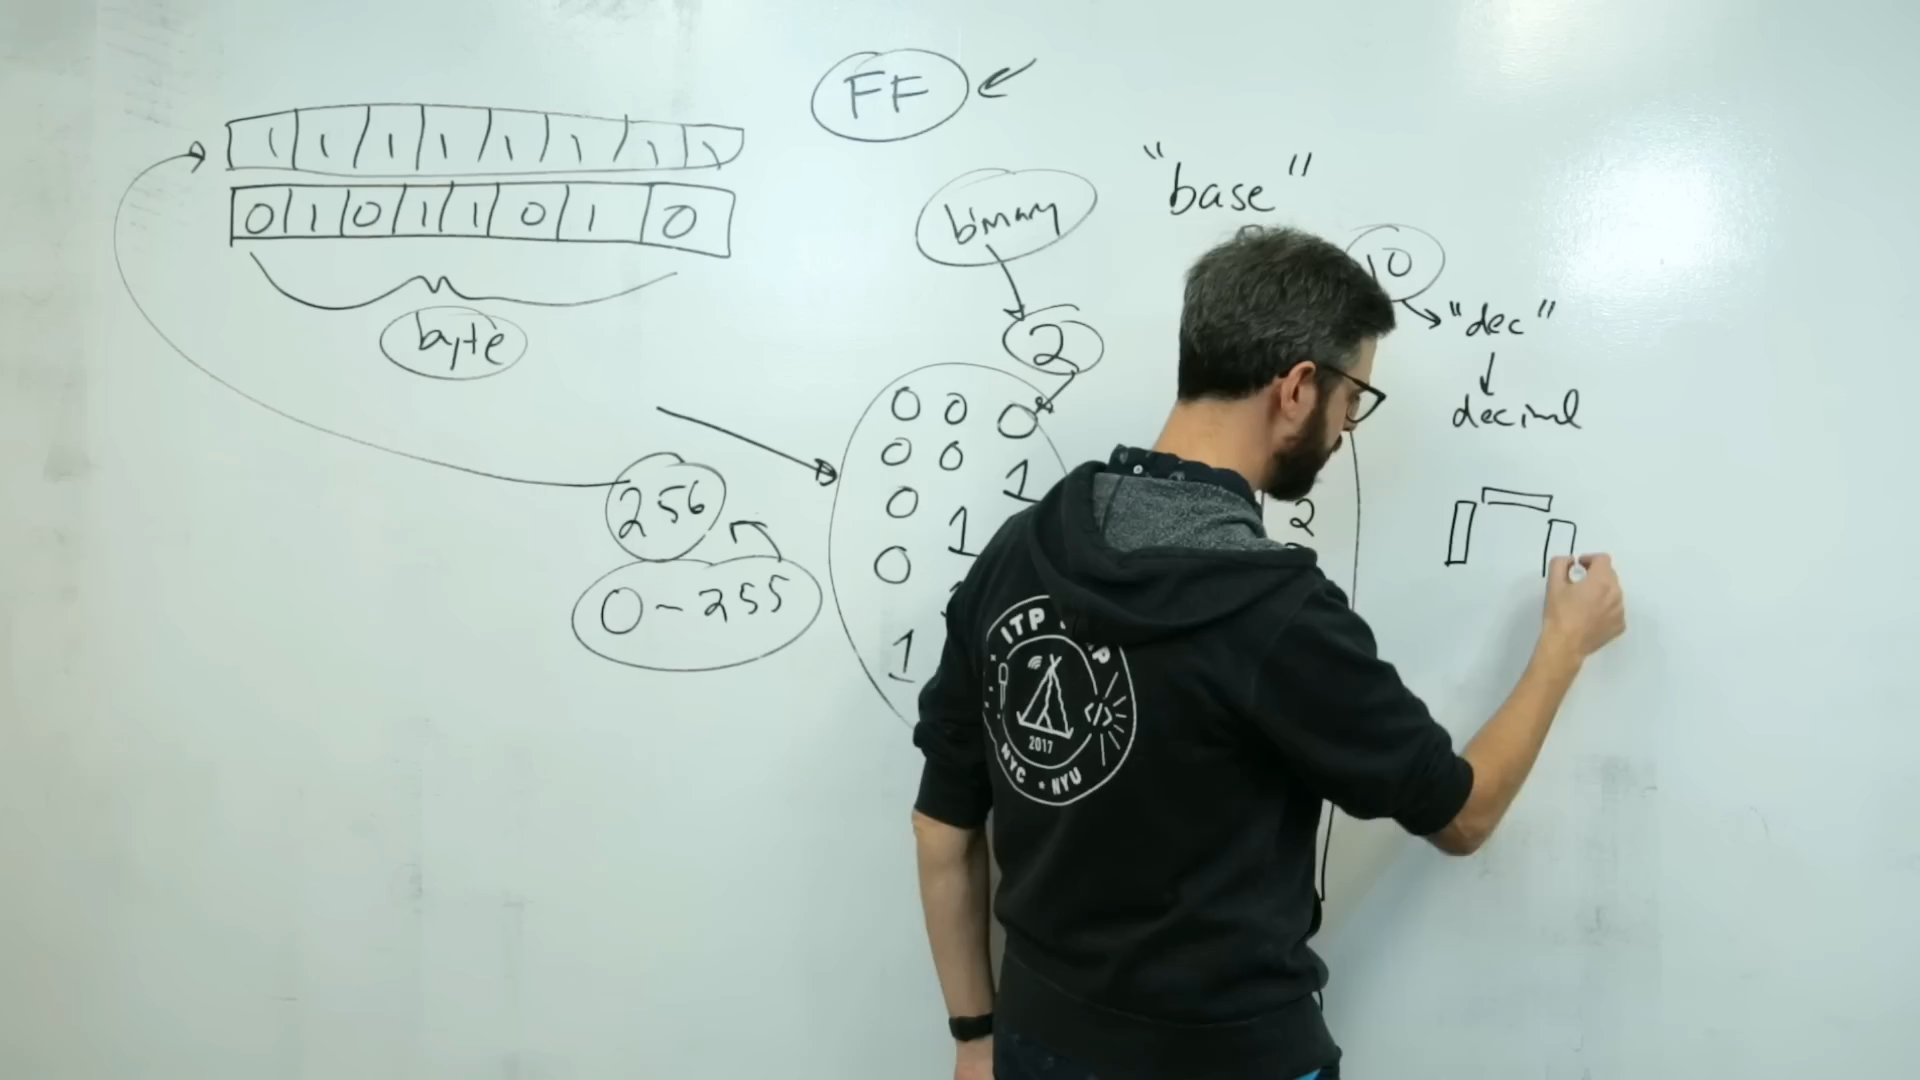 FF
1 1 1 1 1 1 1 1
0 1 0 1 1 0 1 0
byte
256
0-255
binary
2
0 0 0
0 0 1
0 1
0
1
"base"
10
"dec"
decimal
2
ITP
2017
NYC * NYU